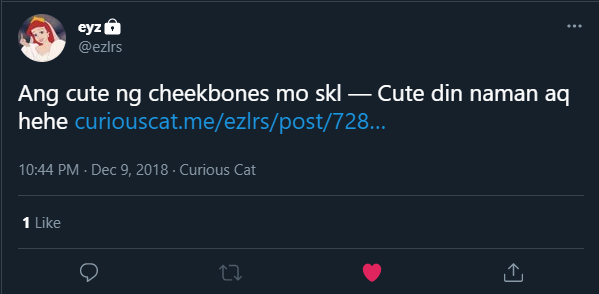 eyz
@ezlrs
Ang cute ng cheekbones mo skl — Cute din naman aq
hehe curiouscat.me/ezlrs/post/728...
10:44 PM · Dec 9, 2018 · Curious Cat
1 Like